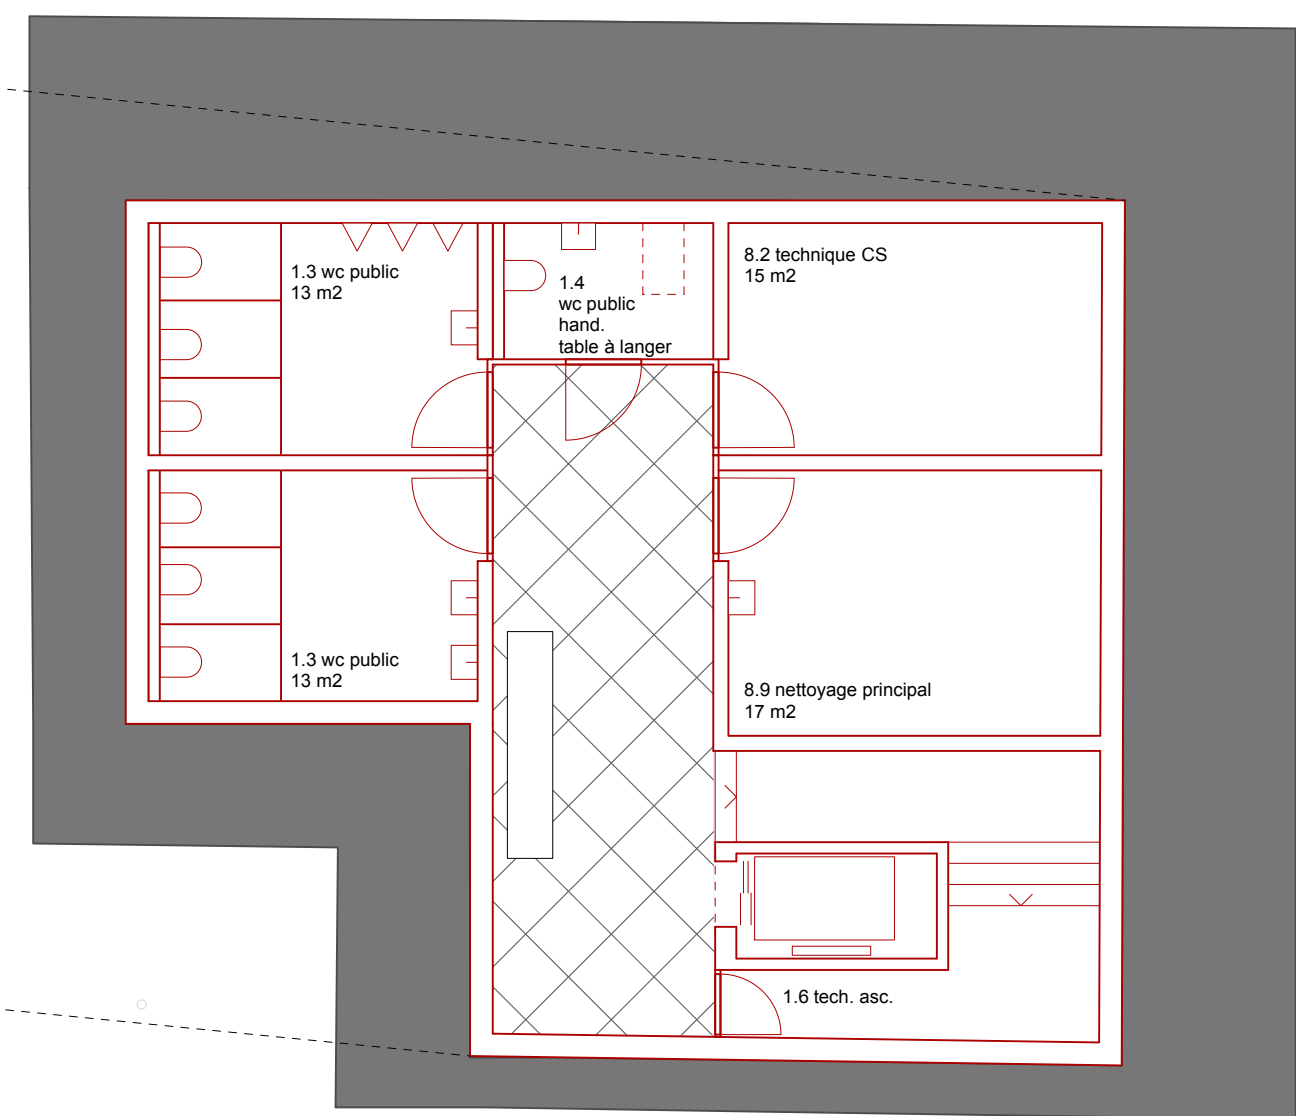 1.3 wc public
13 m2
1.4
wc public
hand.
table à langer
8.2 technique CS
15 m2
1.3 wc public
13 m2
8.9 nettoyage principal
17 m2
1.6 tech. asc.